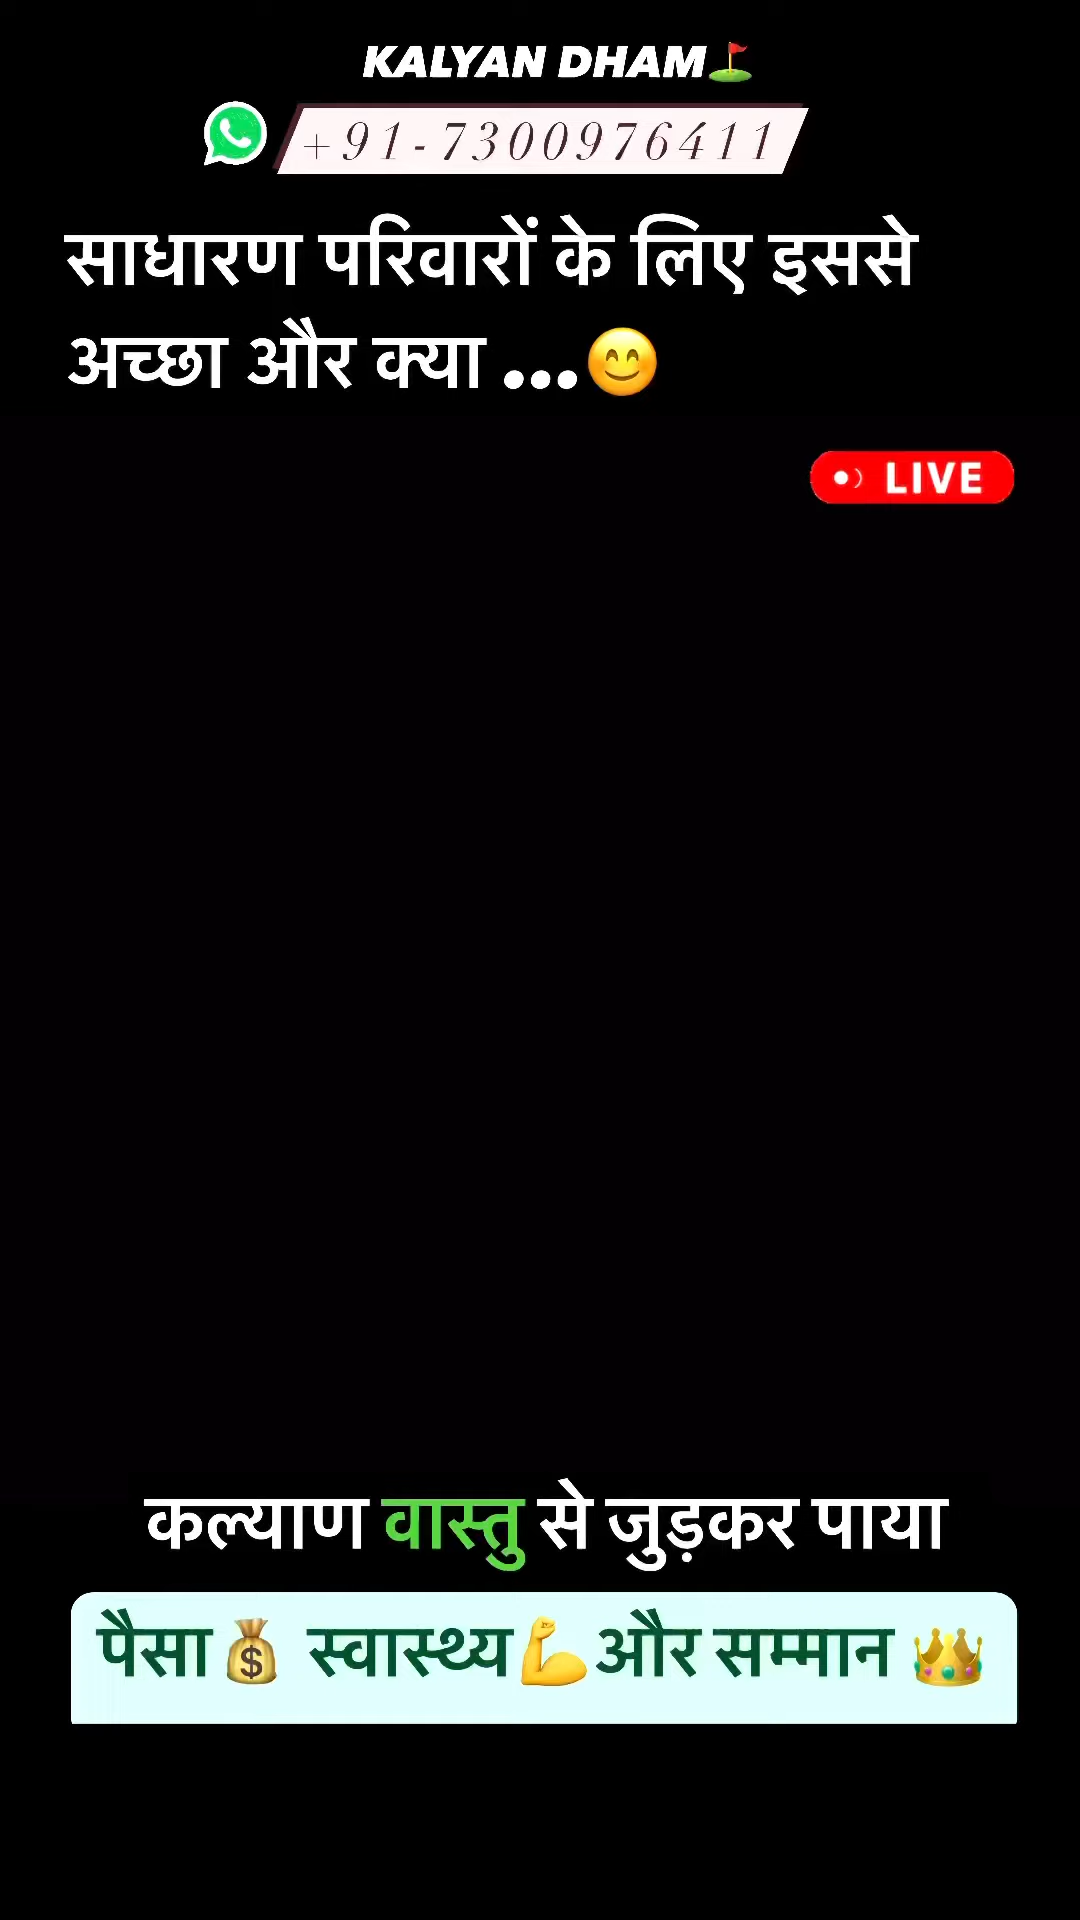 KALYAN DHAM⛳
+91-7300976411
साधारण परिवारों के लिए इससे
अच्छा और क्या ...😊
LIVE
कल्याण वास्तु से जुड़कर पाया
पैसा💰 स्वास्थ्य💪और सम्मान 👑